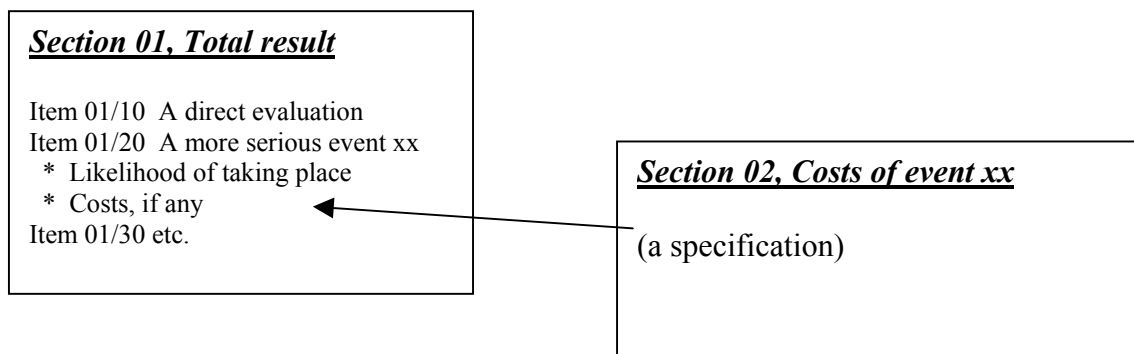 Section 01, Total result
Item 01/10 A direct evaluation
Item 01/20 A more serious event xx
* Likelihood of taking place
* Costs, if any
Item 01/30 etc.
Section 02, Costs of event xx
(a specification)